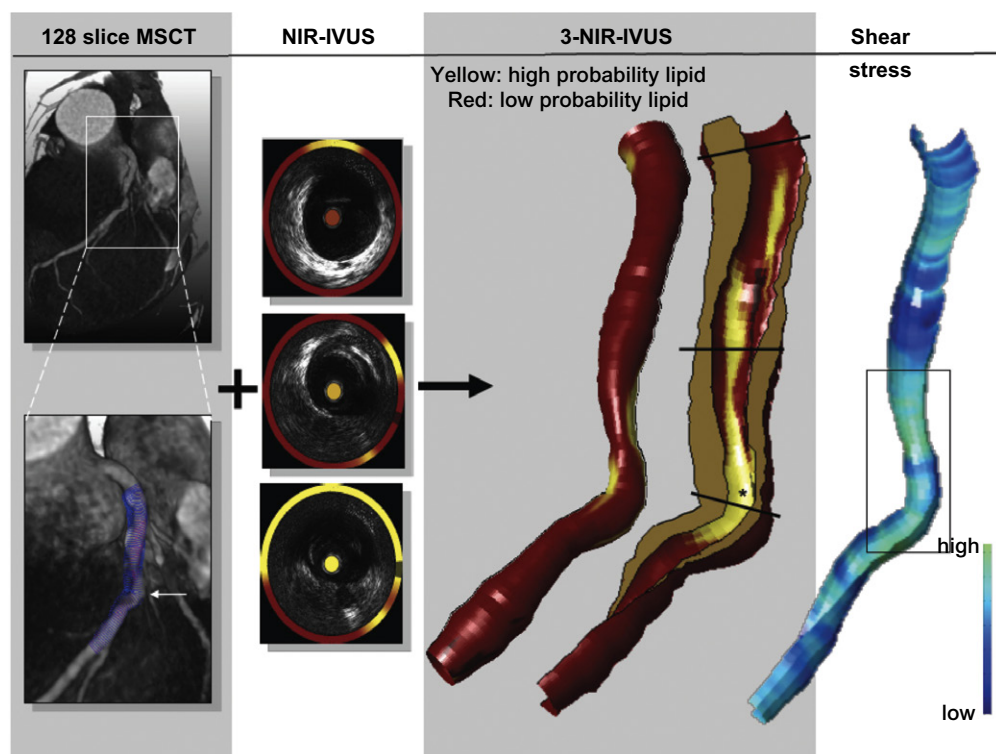 128 slice MSCT
NIR-IVUS
3-NIR-IVUS
Shear
stress
Yellow: high probability lipid
Red: low probability lipid
*
high
low